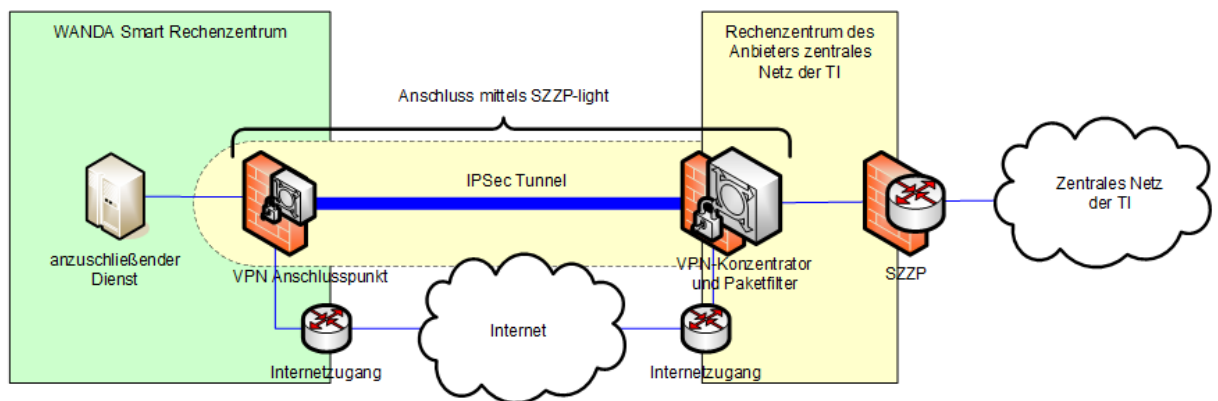 WANDA Smart Rechenzentrum
Rechenzentrum des
Anbieters zentrales
Netz der TI
Anschluss mittels SZZP-light
IPSec Tunnel
Zentrales Netz
der TI
anzuschließender
Dienst
VPN Anschlusspunkt
VPN-Konzentrator
und Paketfilter
SZZP
Internet
Internetzugang
Internetzugang